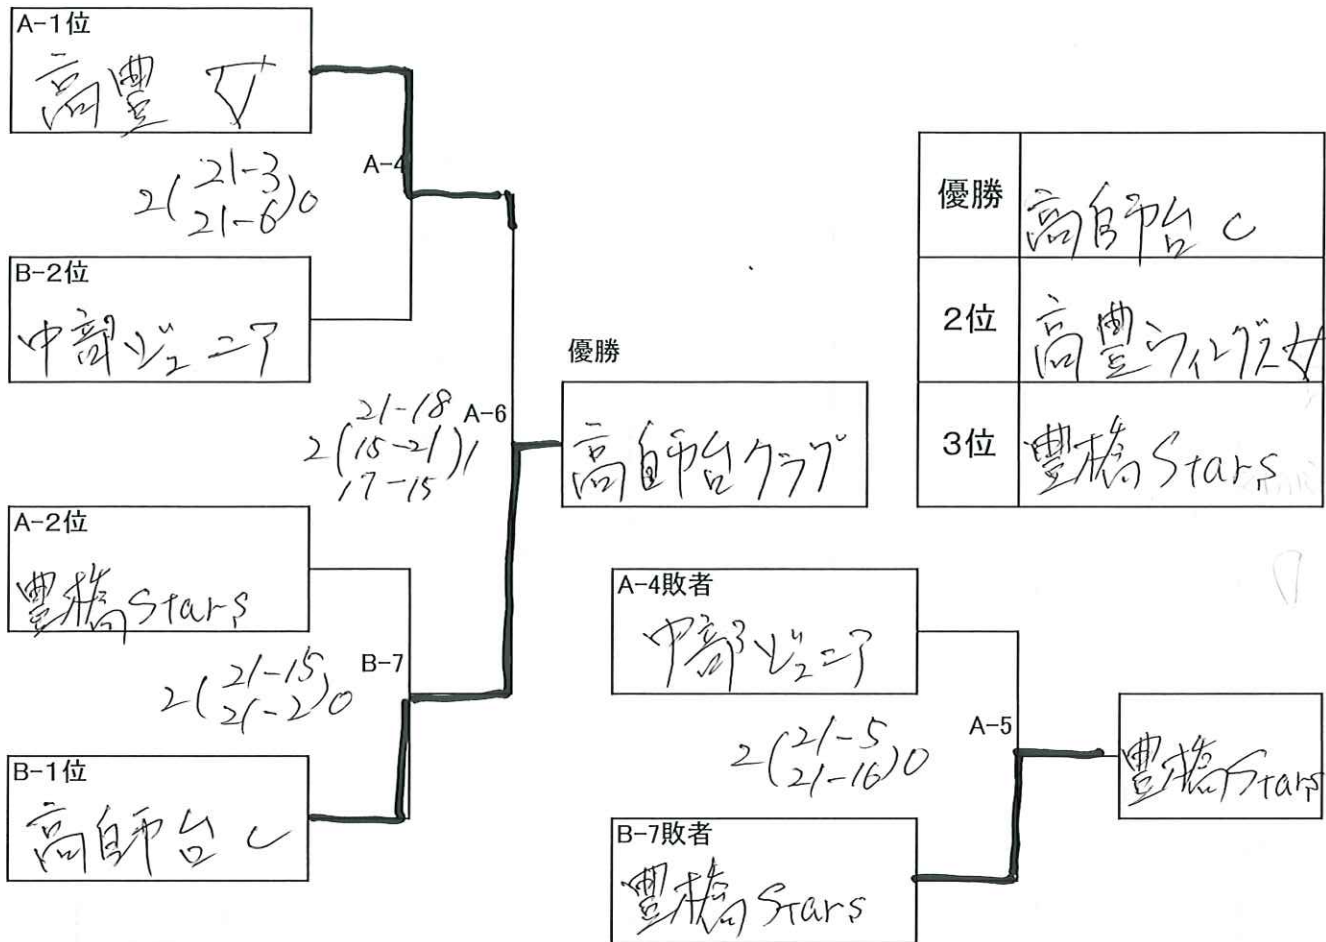 A-1位
高豊 女
2(21-3
21-6)0
A-4
B-2位
中部ジュニア
21-18
2(15-21)1
17-15
A-6
A-2位
豊橋Stars
2(21-15
21-2)0
B-7
B-1位
高師台 C
優勝
高師台クラブ
優勝
高師台 C
2位
高豊ウィングス女
3位
豊橋Stars
A-4敗者
中部ジュニア
2(21-5
21-16)0
A-5
B-7敗者
豊橋Stars
豊橋Stars